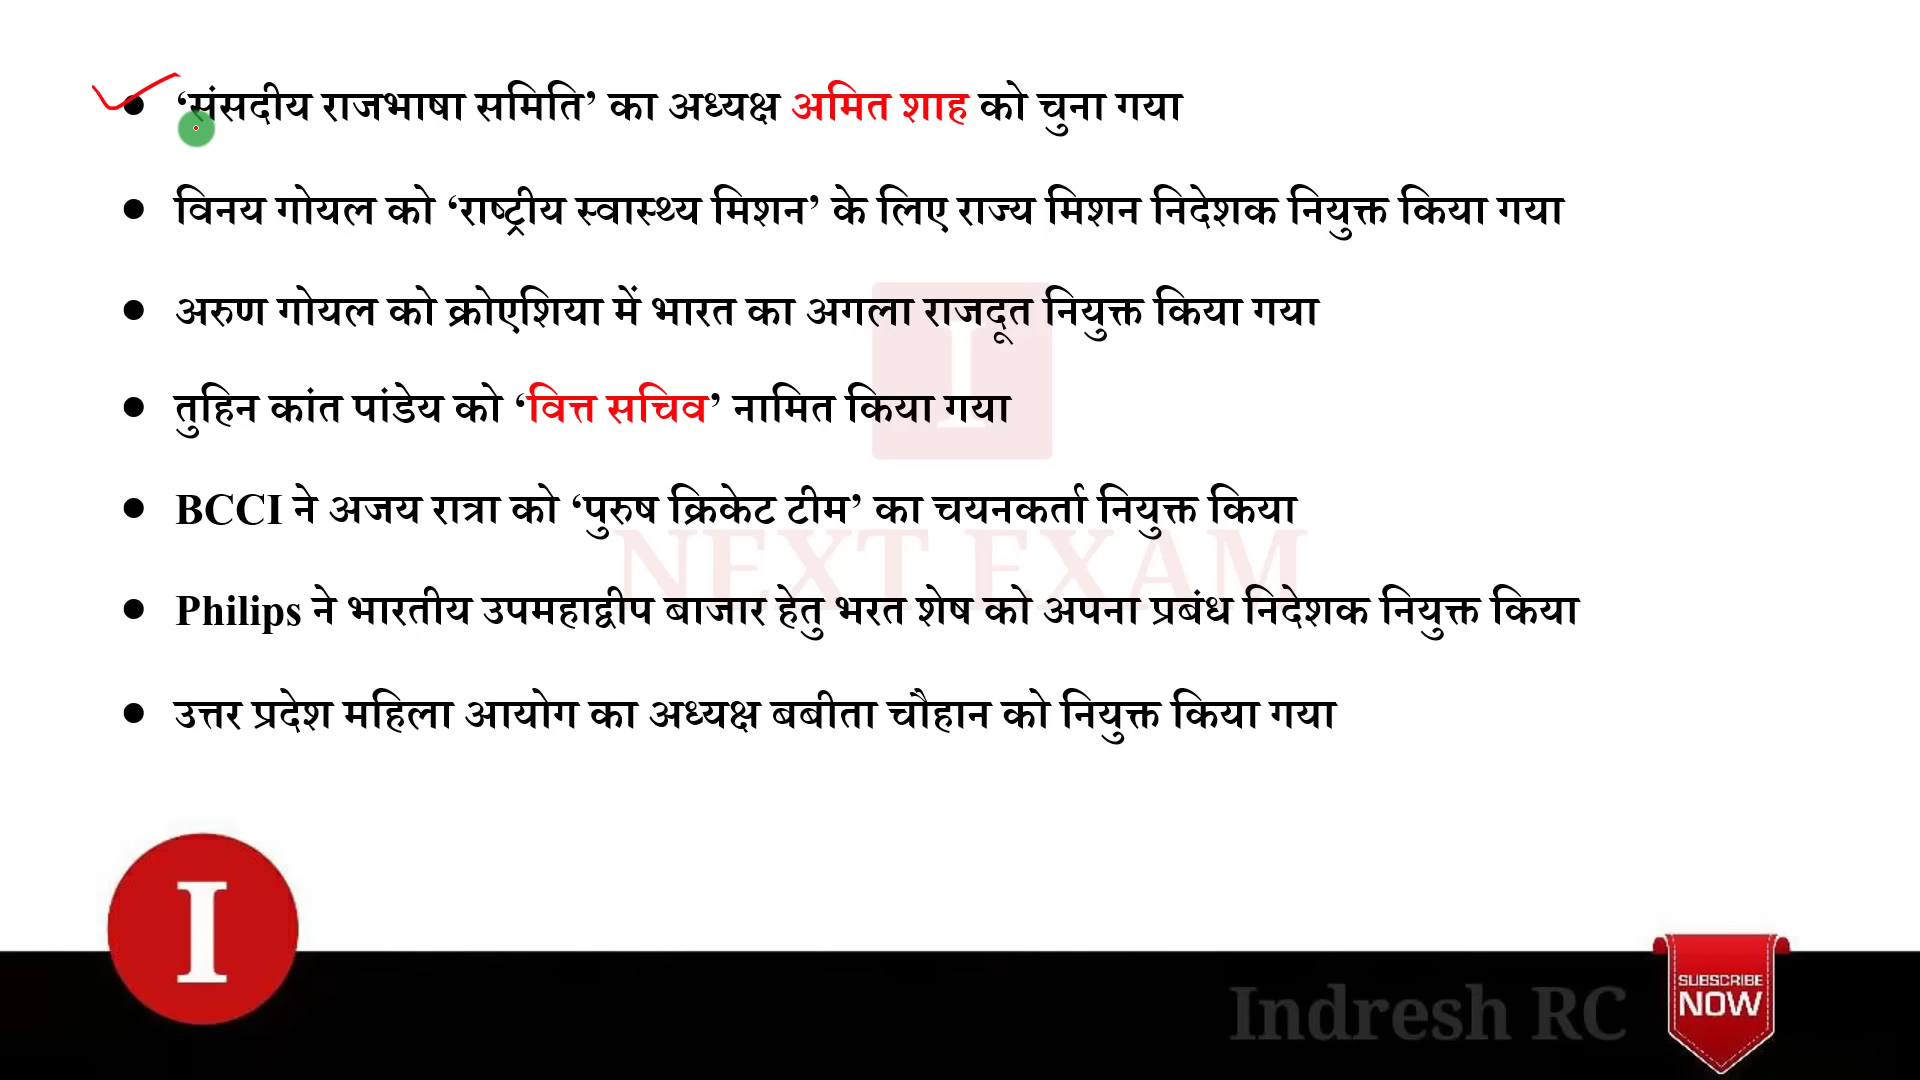 • ‘संसदीय राजभाषा समिति’ का अध्यक्ष अमित शाह को चुना गया
• विनय गोयल को ‘राष्ट्रीय स्वास्थ्य मिशन’ के लिए राज्य मिशन निदेशक नियुक्त किया गया
• अरुण गोयल को क्रोएशिया में भारत का अगला राजदूत नियुक्त किया गया
• तुहिन कांत पांडेय को ‘वित्त सचिव’ नामित किया गया
• BCCI ने अजय रात्रा को ‘पुरुष क्रिकेट टीम’ का चयनकर्ता नियुक्त किया
• Philips ने भारतीय उपमहाद्वीप बाजार हेतु भरत शेष को अपना प्रबंध निदेशक नियुक्त किया
• उत्तर प्रदेश महिला आयोग का अध्यक्ष बबीता चौहान को नियुक्त किया गया
I
NEXT EXAM
I
Indresh RC
SUBSCRIBE
NOW